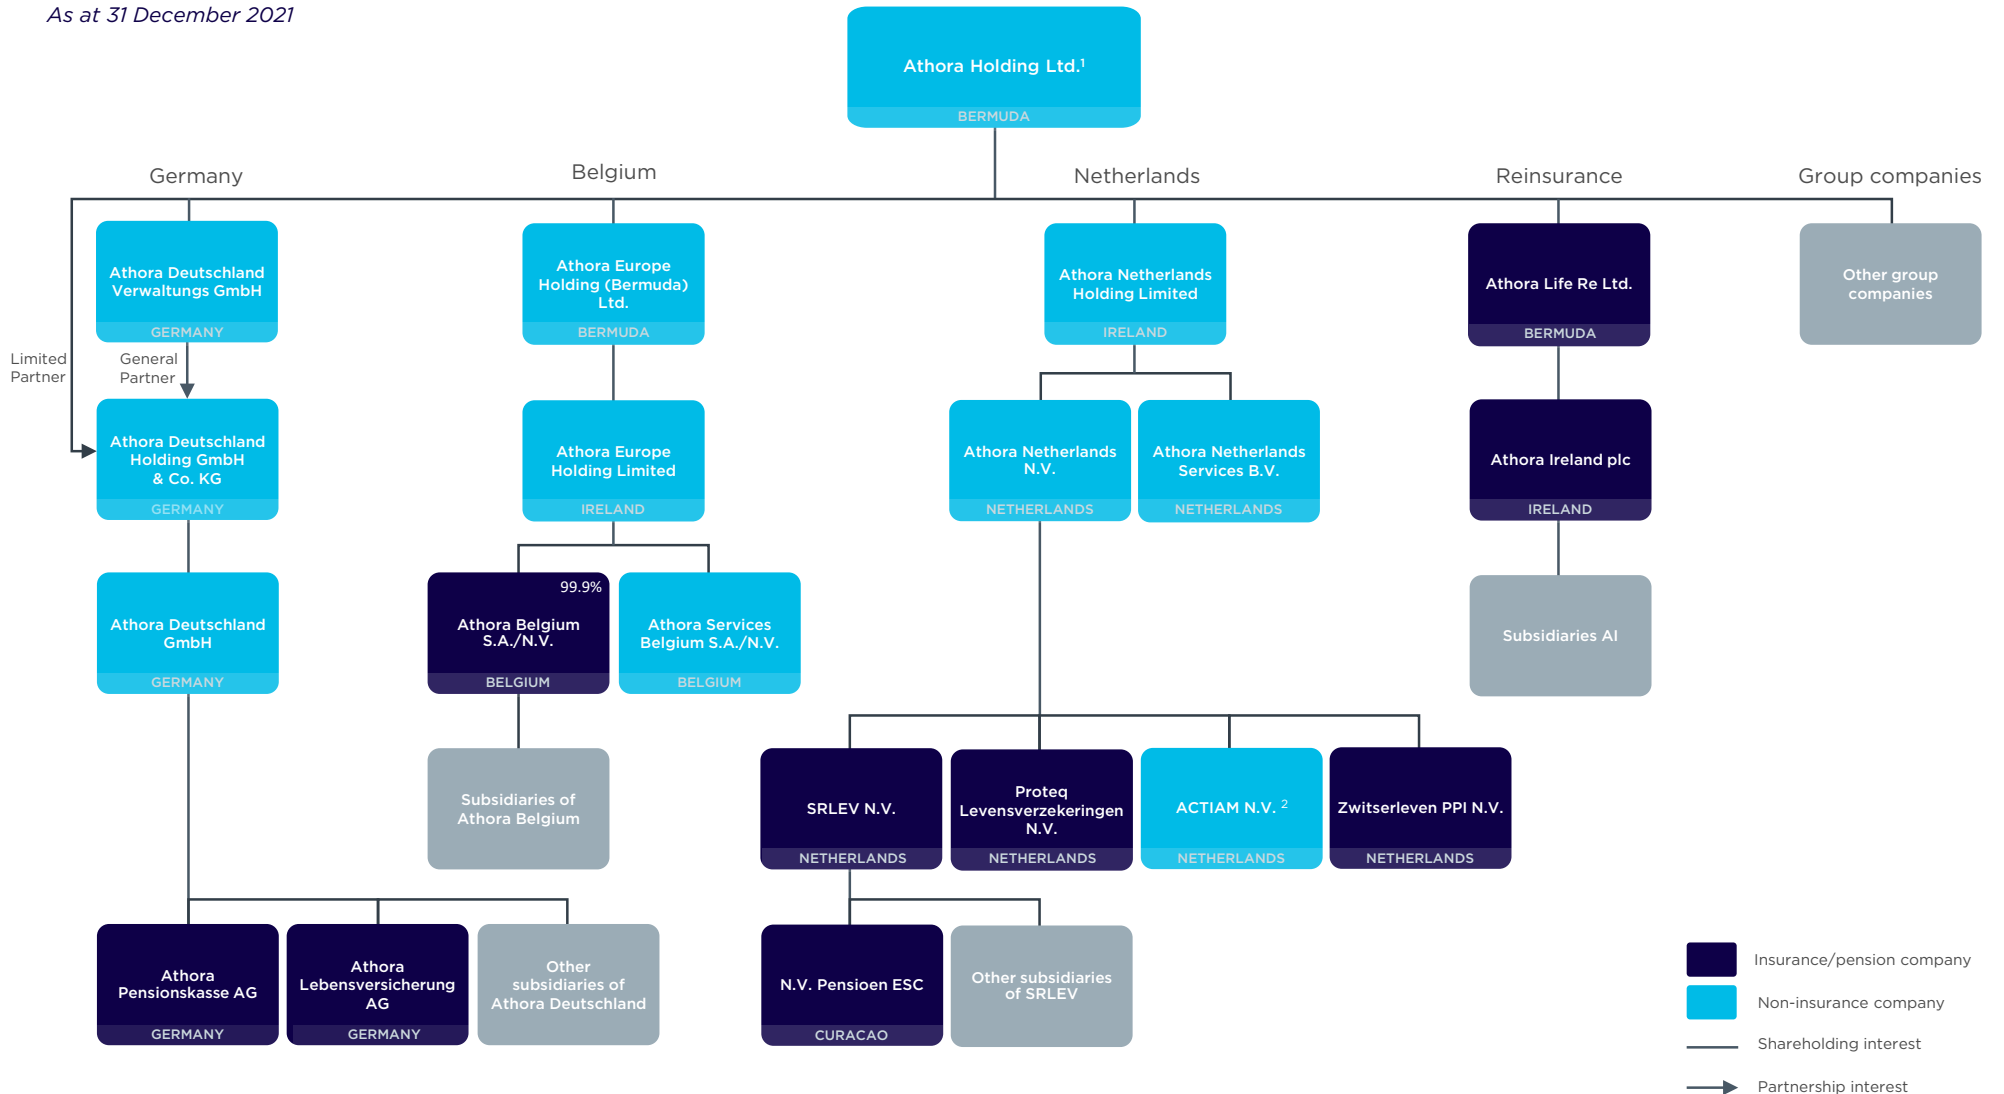 As at 31 December 2021
Athora Holding Ltd.¹
BERMUDA
Germany
Belgium
Netherlands
Reinsurance
Group companies
Athora Deutschland
Verwaltungs GmbH
GERMANY
Athora Europe
Holding (Bermuda)
Ltd.
BERMUDA
Athora Netherlands
Holding Limited
IRELAND
Athora Life Re Ltd.
BERMUDA
Other group
companies
Limited
Partner
General
Partner
Athora Deutschland
Holding GmbH
& Co. KG
GERMANY
Athora Europe
Holding Limited
IRELAND
Athora Netherlands
N.V.
NETHERLANDS
Athora Netherlands
Services B.V.
NETHERLANDS
Athora Ireland plc
IRELAND
Athora Deutschland
GmbH
GERMANY
99.9%
Athora Belgium
S.A./N.V.
BELGIUM
Athora Services
Belgium S.A./N.V.
BELGIUM
Subsidiaries AI
Subsidiaries of
Athora Belgium
SRLEV N.V.
NETHERLANDS
Proteq
Levensverzekeringen
N.V.
NETHERLANDS
ACTIAM N.V. ²
NETHERLANDS
Zwitserleven PPI N.V.
NETHERLANDS
Athora
Pensionskasse AG
GERMANY
Athora
Lebensversicherung
AG
GERMANY
Other
subsidiaries of
Athora Deutschland
N.V. Pensioen ESC
CURACAO
Other subsidiaries
of SRLEV
Insurance/pension company
Non-insurance company
Shareholding interest
Partnership interest